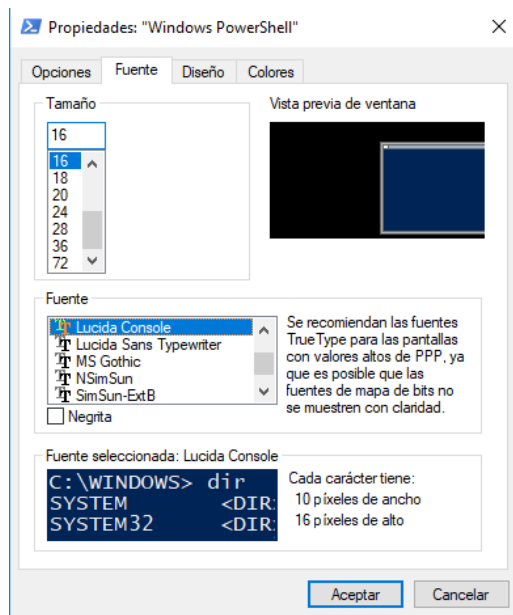 Propiedades: "Windows PowerShell"
Opciones Fuente Diseño Colores
Tamaño
16
16
18
20
24
28
36
72
Vista previa de ventana
Fuente
Lucida Console
Lucida Sans Typewriter
MS Gothic
NSimSun
SimSun-ExtB
Negrita
Se recomiendan las fuentes
TrueType para las pantallas
con valores altos de PPP, ya
que es posible que las
fuentes de mapa de bits no
se muestren con claridad.
Fuente seleccionada: Lucida Console
C:\WINDOWS> dir
SYSTEM <DIR:
SYSTEM32 <DIR:
Cada carácter tiene:
10 píxeles de ancho
16 píxeles de alto
Aceptar Cancelar